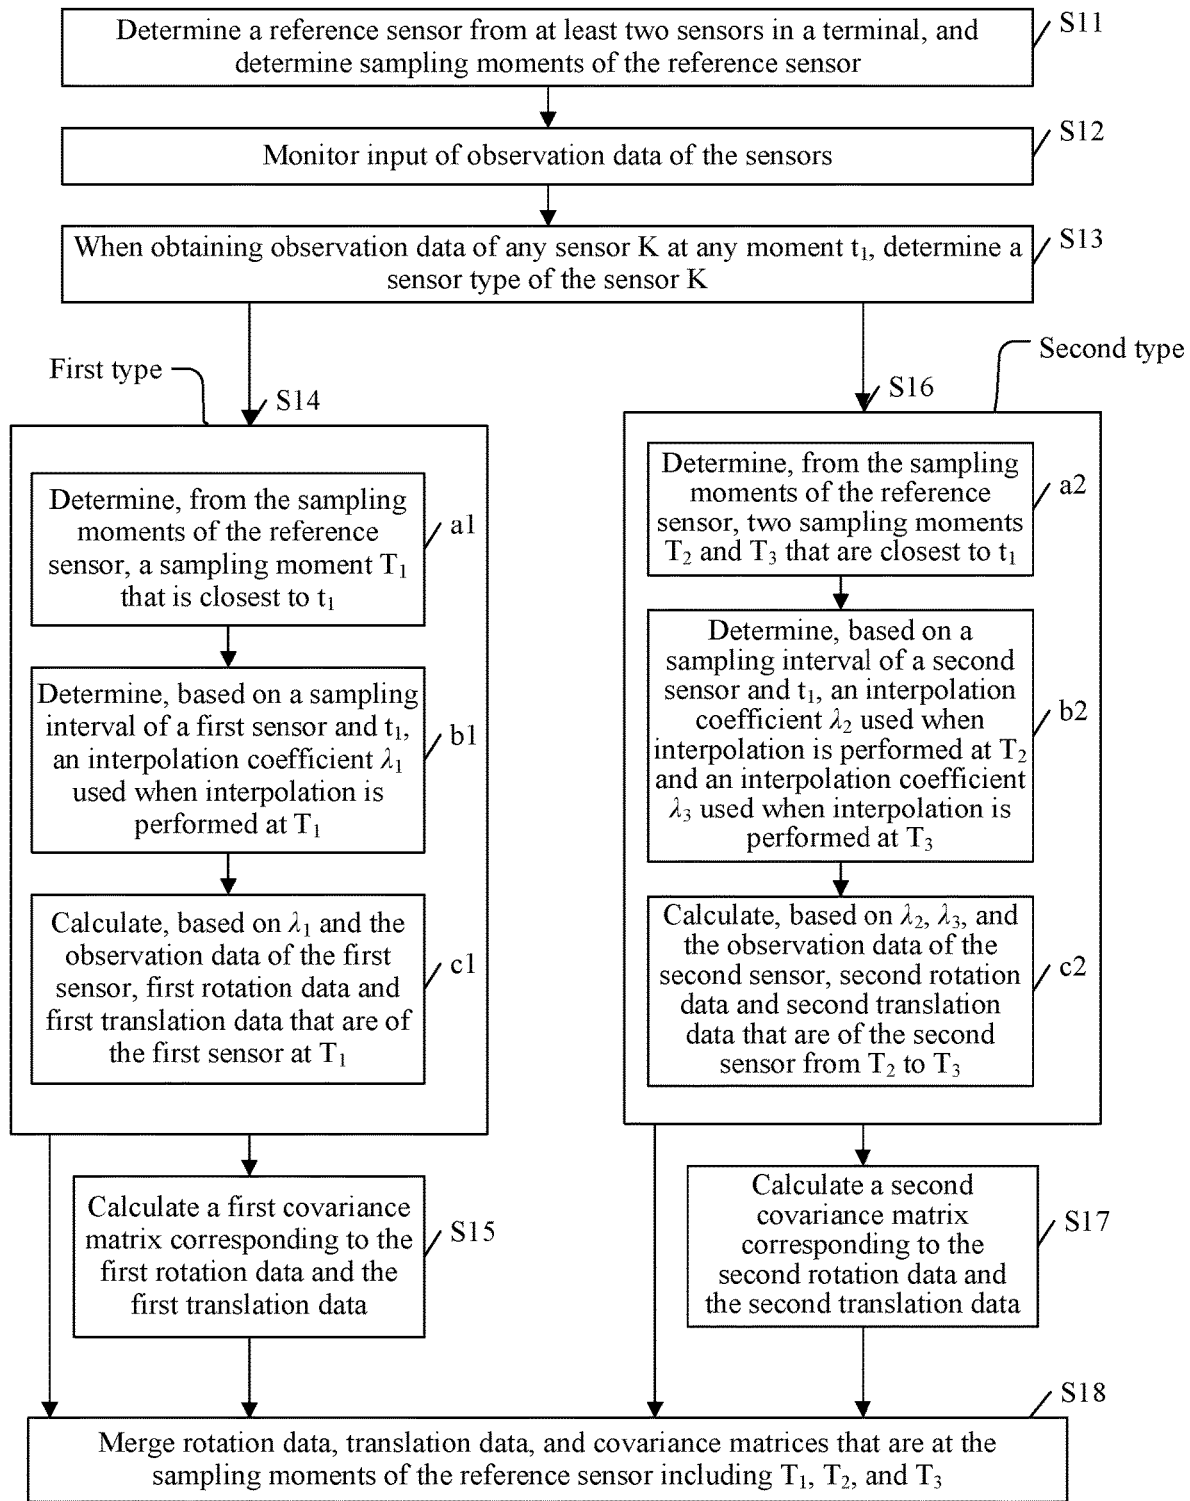 Determine a reference sensor from at least two sensors in a terminal, and
determine sampling moments of the reference sensor
S11
Monitor input of observation data of the sensors
S12
When obtaining observation data of any sensor K at any moment t₁, determine a
sensor type of the sensor K
S13
First type
S14
Determine, from the sampling
moments of the reference
sensor, a sampling moment T₁
that is closest to t₁
a1
Determine, based on a sampling
interval of a first sensor and t₁,
an interpolation coefficient λ₁
used when interpolation is
performed at T₁
b1
Calculate, based on λ₁ and the
observation data of the first
sensor, first rotation data and
first translation data that are of
the first sensor at T₁
c1
Calculate a first covariance
matrix corresponding to the
first rotation data and the
first translation data
S15
Second type
S16
Determine, from the sampling
moments of the reference
sensor, two sampling moments
T₂ and T₃ that are closest to t₁
a2
Determine, based on a
sampling interval of a second
sensor and t₁, an interpolation
coefficient λ₂ used when
interpolation is performed at T₂
and an interpolation coefficient
λ₃ used when interpolation is
performed at T₃
b2
Calculate, based on λ₂, λ₃, and
the observation data of the
second sensor, second rotation
data and second translation
data that are of the second
sensor from T₂ to T₃
c2
Calculate a second
covariance matrix
corresponding to the
second rotation data and
the second translation data
S17
S18
Merge rotation data, translation data, and covariance matrices that are at the
sampling moments of the reference sensor including T₁, T₂, and T₃